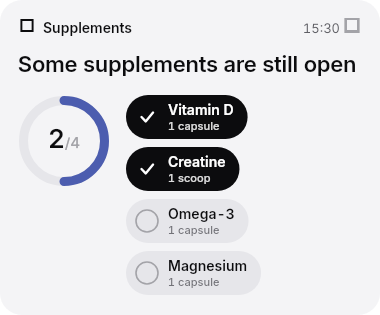 Supplements
15:30
Some supplements are still open
2/4
Vitamin D
1 capsule
Creatine
1 scoop
Omega-3
1 capsule
Magnesium
1 capsule